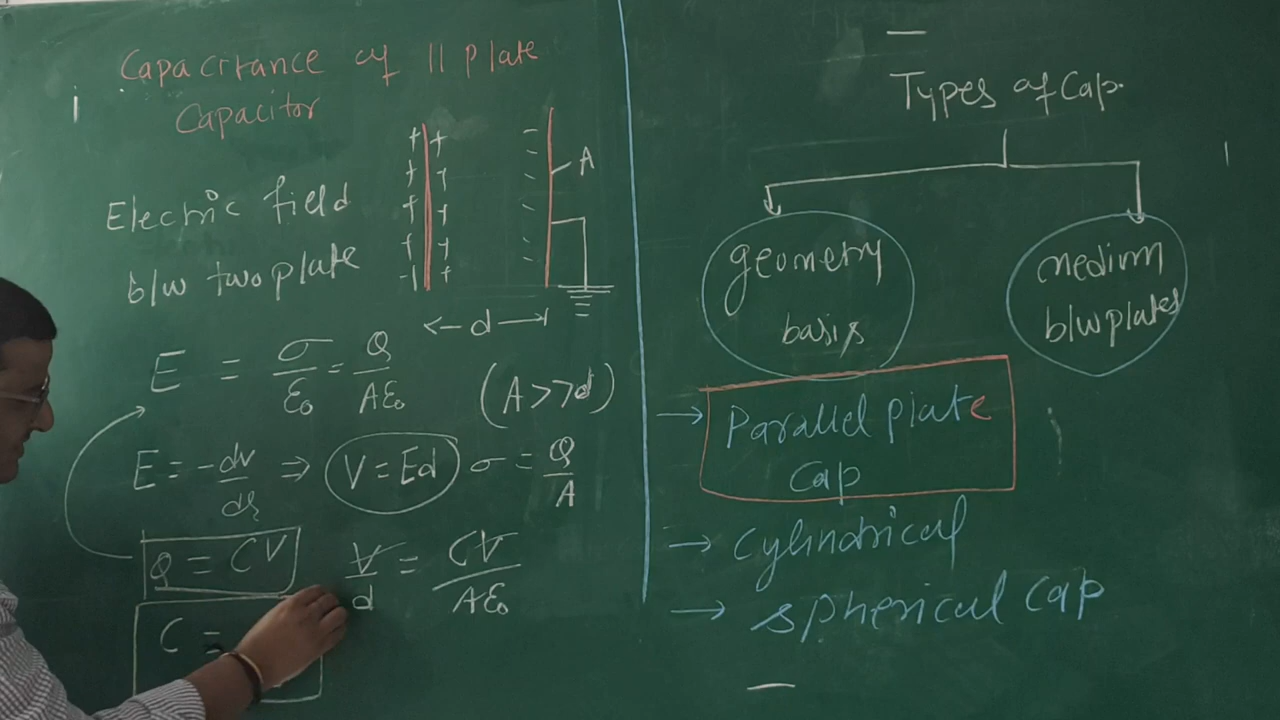 Capacitance of || plate
Capacitor
+ + - A
+ + -
+ + -
+ + -
+ + -
<- d ->
Electric field
b/w two plate
E = σ/ε₀ = Q/Aε₀ (A>>d)
E = -dv/dr ⇒ V = Ed σ = Q/A
Q = CV V/d = CV/Aε₀
C =
Types of Cap.
geometry
basis
medium
b/w plates
→ Parallel plate
Cap
→ Cylindrical
→ spherical cap